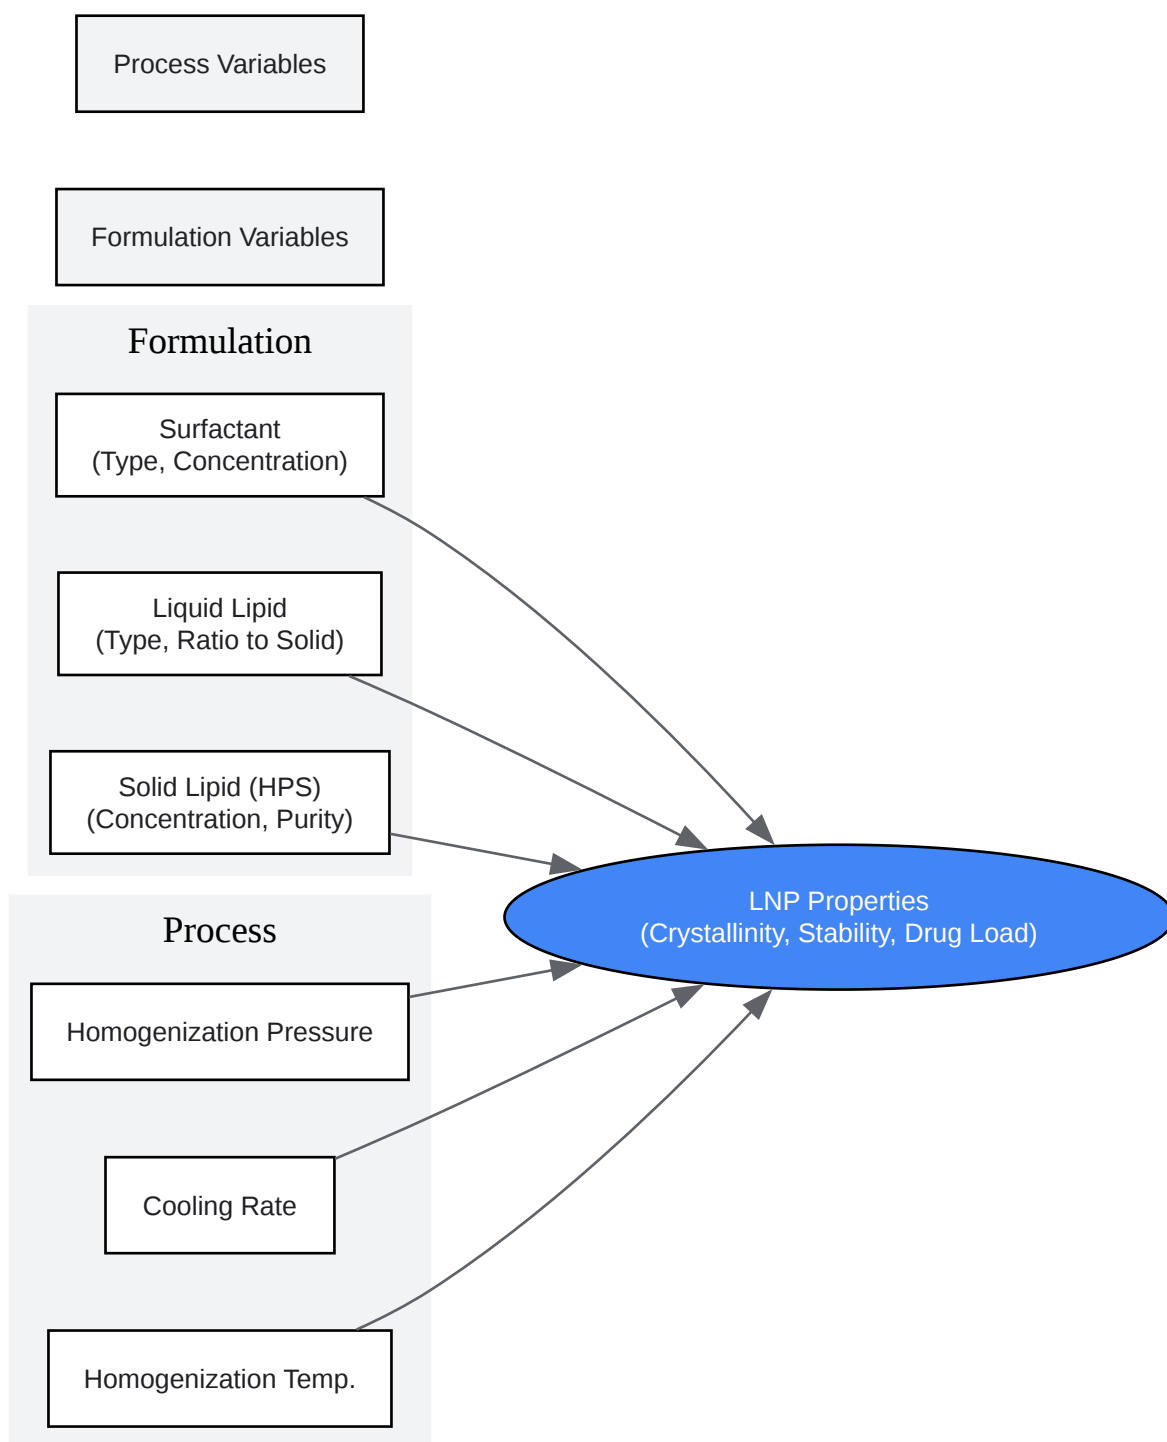 Process Variables
Formulation Variables
Formulation
Surfactant
(Type, Concentration)
Liquid Lipid
(Type, Ratio to Solid)
Solid Lipid (HPS)
(Concentration, Purity)
LNP Properties
(Crystallinity, Stability, Drug Load)
Process
Homogenization Pressure
Cooling Rate
Homogenization Temp.